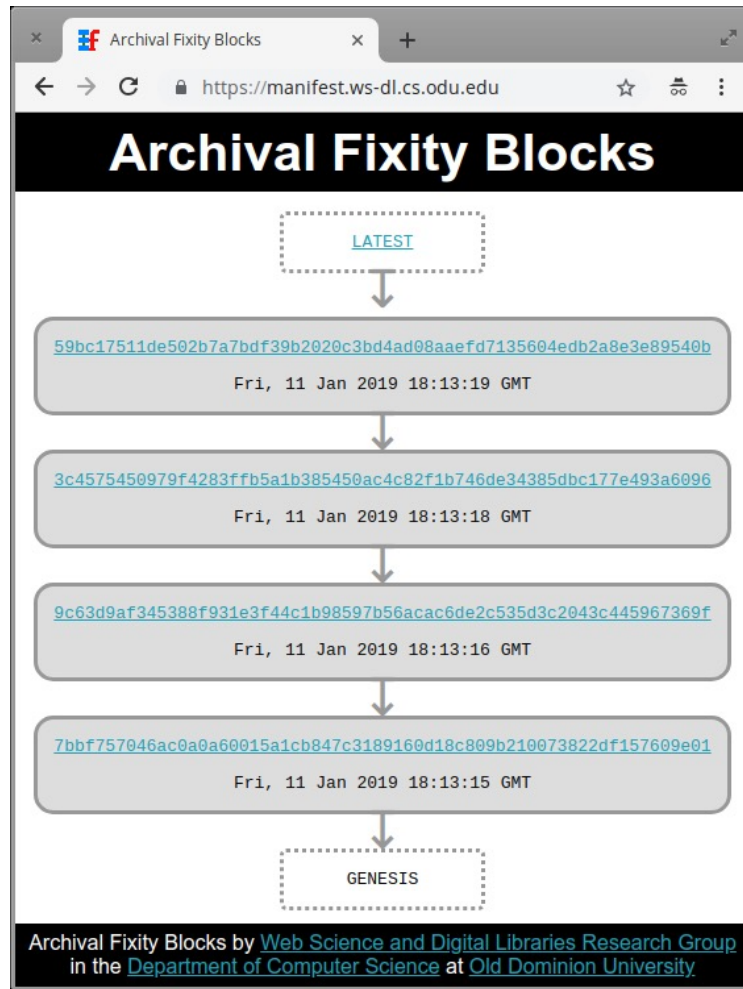 Archival Fixity Blocks
https://manifest.ws-dl.cs.odu.edu
Archival Fixity Blocks
LATEST
59bc17511de502b7a7bdf39b2020c3bd4ad08aaefd7135604edb2a8e3e89540b
Fri, 11 Jan 2019 18:13:19 GMT
3c4575450979f4283ffb5a1b385450ac4c82f1b746de34385dbc177e493a6096
Fri, 11 Jan 2019 18:13:18 GMT
9c63d9af345388f931e3f44c1b98597b56acac6de2c535d3c2043c445967369f
Fri, 11 Jan 2019 18:13:16 GMT
7bbf757046ac0a0a60015a1cb847c3189160d18c809b210073822df157609e01
Fri, 11 Jan 2019 18:13:15 GMT
GENESIS
Archival Fixity Blocks by Web Science and Digital Libraries Research Group
in the Department of Computer Science at Old Dominion University